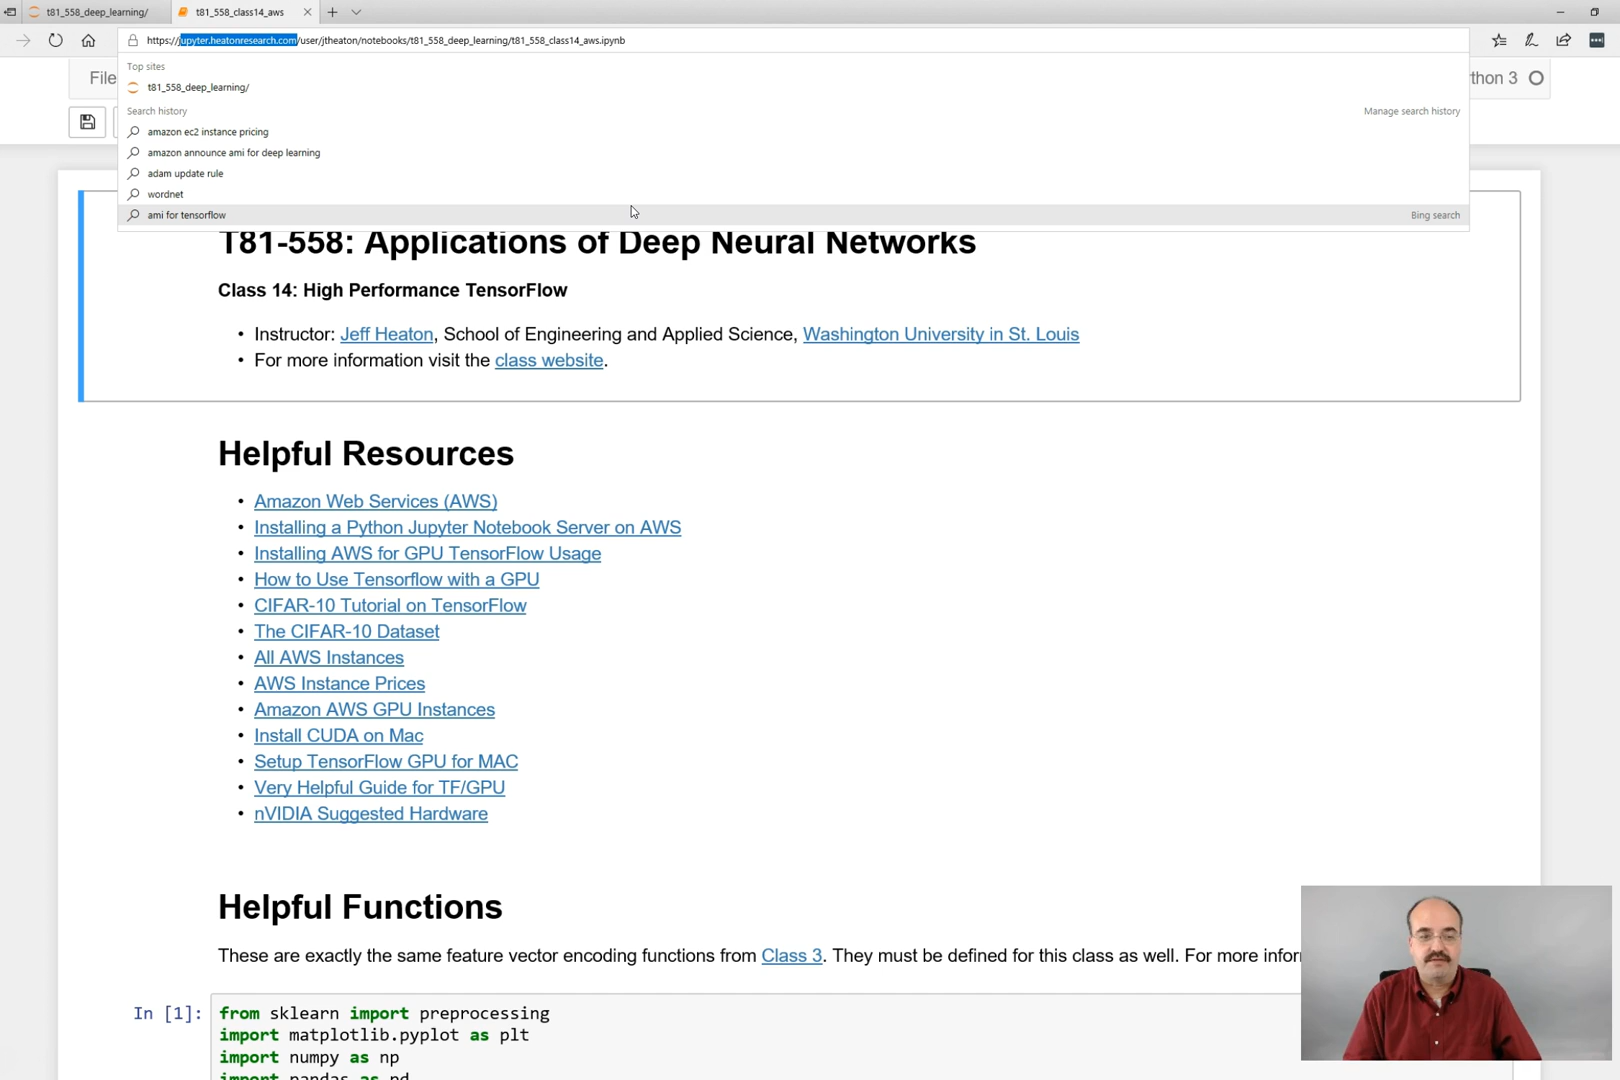 t81_558_deep_learning/
t81_558_class14_aws
https://jupyter.heatonresearch.com/user/jtheaton/notebooks/t81_558_deep_learning/t81_558_class14_aws.ipynb
Top sites
t81_558_deep_learning/
Search history
Manage search history
amazon ec2 instance pricing
amazon announce ami for deep learning
adam update rule
wordnet
ami for tensorflow
Bing search
File
thon 3
T81-558: Applications of Deep Neural Networks
Class 14: High Performance TensorFlow
• Instructor: Jeff Heaton, School of Engineering and Applied Science, Washington University in St. Louis
• For more information visit the class website.
Helpful Resources
• Amazon Web Services (AWS)
• Installing a Python Jupyter Notebook Server on AWS
• Installing AWS for GPU TensorFlow Usage
• How to Use Tensorflow with a GPU
• CIFAR-10 Tutorial on TensorFlow
• The CIFAR-10 Dataset
• All AWS Instances
• AWS Instance Prices
• Amazon AWS GPU Instances
• Install CUDA on Mac
• Setup TensorFlow GPU for MAC
• Very Helpful Guide for TF/GPU
• nVIDIA Suggested Hardware
Helpful Functions
These are exactly the same feature vector encoding functions from Class 3. They must be defined for this class as well. For more infor
In [1]: from sklearn import preprocessing
import matplotlib.pyplot as plt
import numpy as np
import pandas as pd